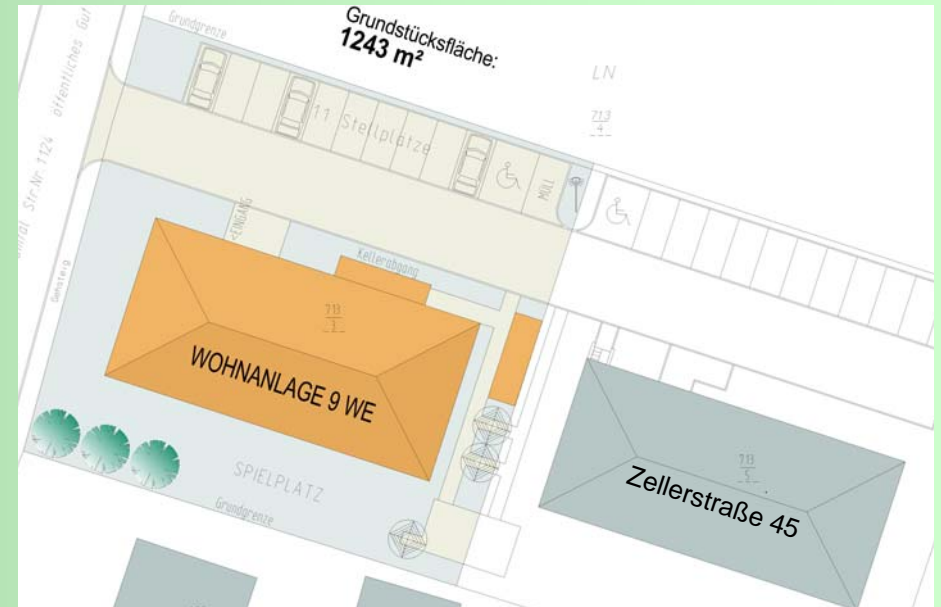 Grundgrenze
Grundstücksfläche:
1243 m²
Str.Nr. 1124 öffentliches Gut
LN
713
4
11 Stellplätze
MÜLL
<EINGANG
Kellerabgang
Gehsteig
713
3
WOHNANLAGE 9 WE
713
5
Zellerstraße 45
SPIELPLATZ
Grundgrenze